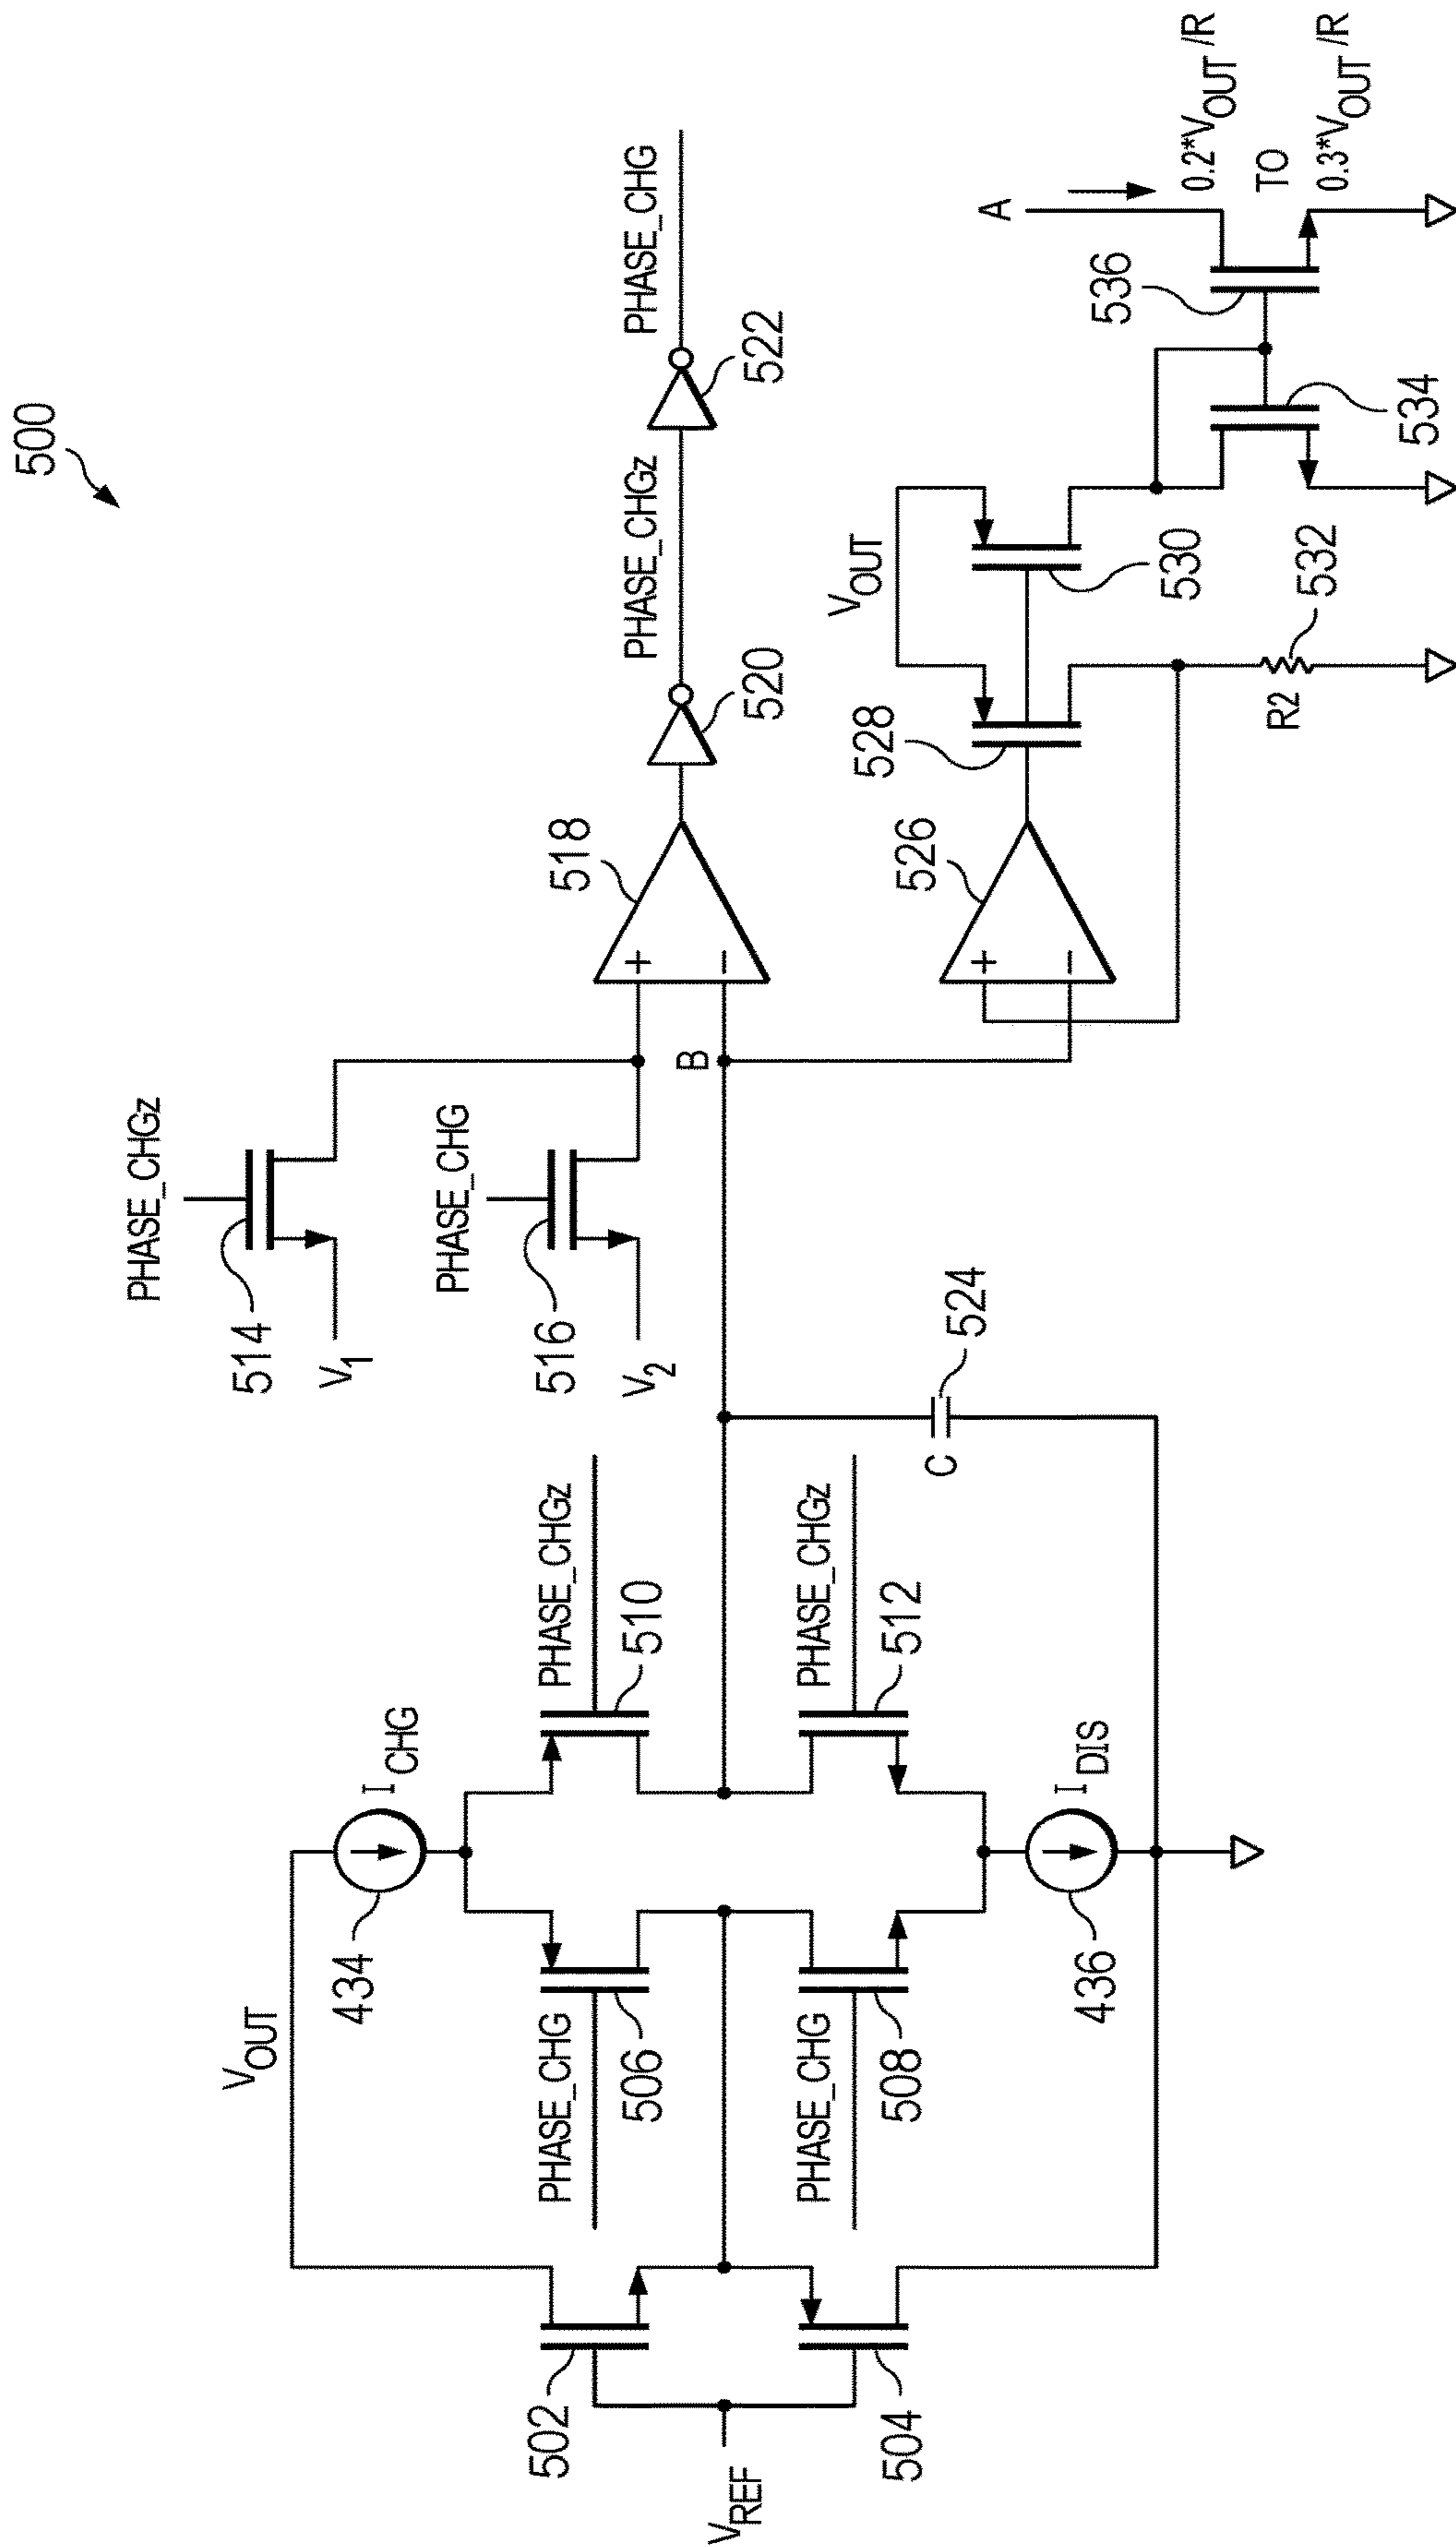 500
V_OUT
I_CHG
434
PHASE_CHG
506
PHASE_CHGz
510
502
V_REF
504
PHASE_CHG
508
PHASE_CHGz
512
436
I_DIS
C
524
PHASE_CHGz
514
V_1
PHASE_CHG
516
V_2
B
+
−
518
520
PHASE_CHGz
522
PHASE_CHG
+
−
526
528
V_OUT
530
R2
532
534
536
A
0.2*V_OUT/R
TO
0.3*V_OUT/R